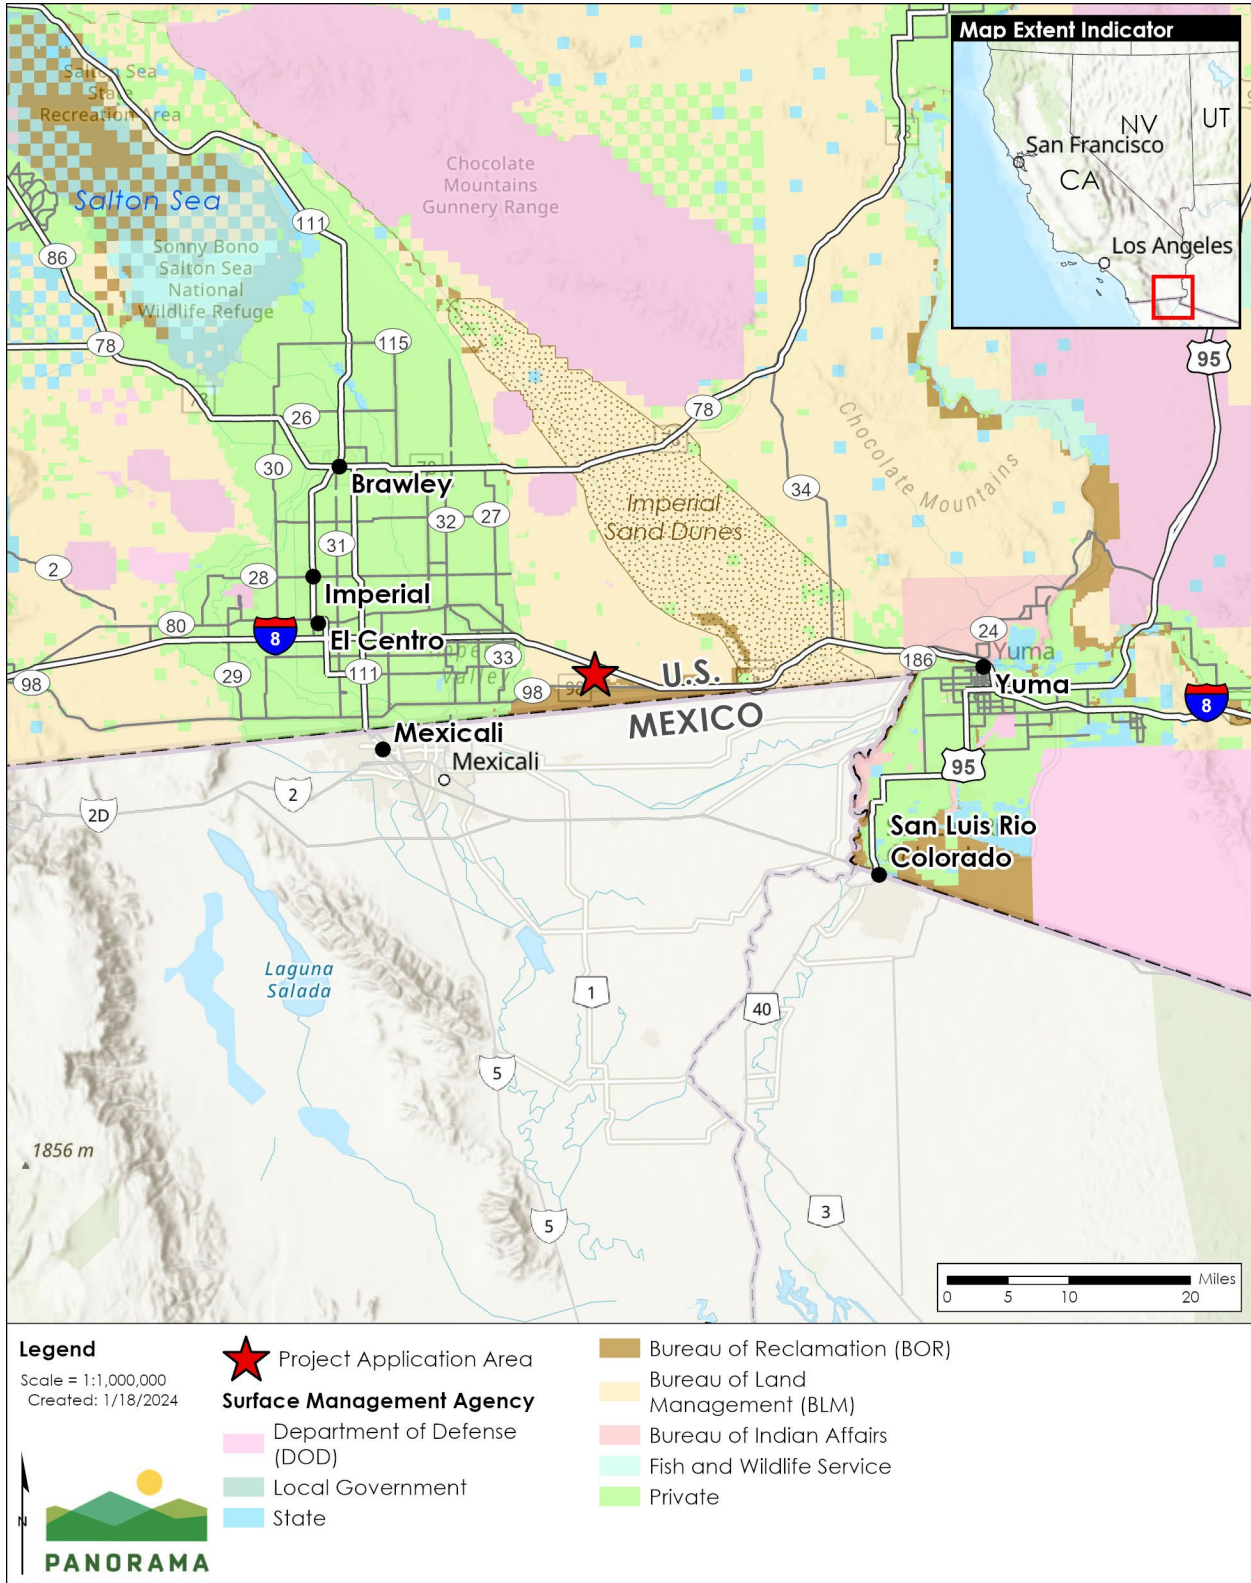 Map Extent Indicator
NV
UT
San Francisco
CA
Los Angeles
Salton Sea
State
Recreation Area
Chocolate
Mountains
Gunnery Range
78
Salton Sea
111
86
Sonny Bono
Salton Sea
National
Wildlife Refuge
78
115
95
78
26
78
78
Chocolate Mountains
30
78
Brawley
34
Imperial
Sand Dunes
32
27
31
2
28
Imperial
80
8
El Centro
24
Yuma
33
186
98
29
111
Valley
98
98
U.S.
Yuma
8
MEXICO
Mexicali
Mexicali
95
2
2D
San Luis Rio
Colorado
Laguna
Salada
1
40
5
1856 m
3
5
Miles
0
5
10
20
Legend
Scale = 1:1,000,000
Created: 1/18/2024
N
PANORAMA
Project Application Area
Surface Management Agency
Department of Defense
(DOD)
Local Government
State
Bureau of Reclamation (BOR)
Bureau of Land
Management (BLM)
Bureau of Indian Affairs
Fish and Wildlife Service
Private